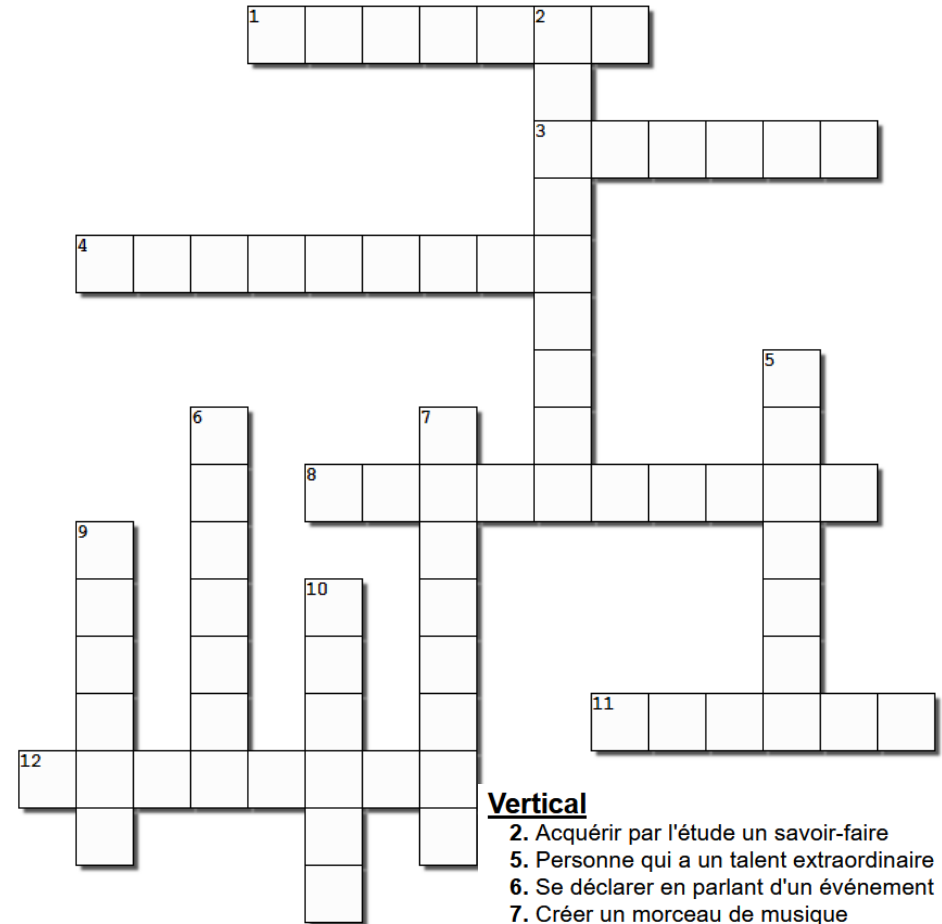 1
2
3
4
5
6
7
8
9
10
11
12
Vertical
2. Acquérir par l'étude un savoir-faire
5. Personne qui a un talent extraordinaire
6. Se déclarer en parlant d'un événement
7. Créer un morceau de musique